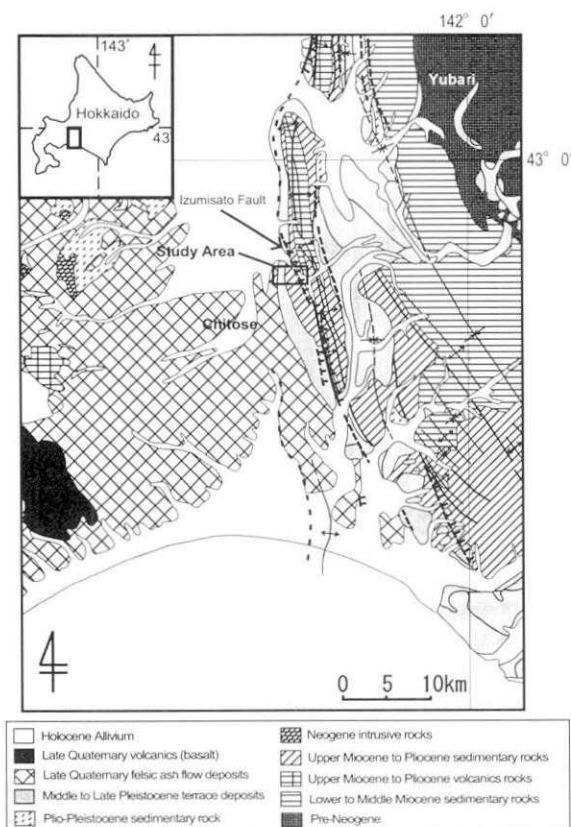 142° 0'
143°
4
Hokkaido
43
Yubari
43° 0'
Izumisato Fault
Study Area
Chitose
4
0 5 10km
Holocene Allivium
Late Quaternary volcanics (basalt)
Late Quaternary felsic ash flow deposits
Middle to Late Pleistocene terrace deposits
Plio-Pleistocene sedimentary rock
Neogene intrusive rocks
Upper Miocene to Pliocene sedimentary rocks
Upper Miocene to Pliocene volcanics rocks
Lower to Middle Miocene sedimentary rocks
Pre-Neogene